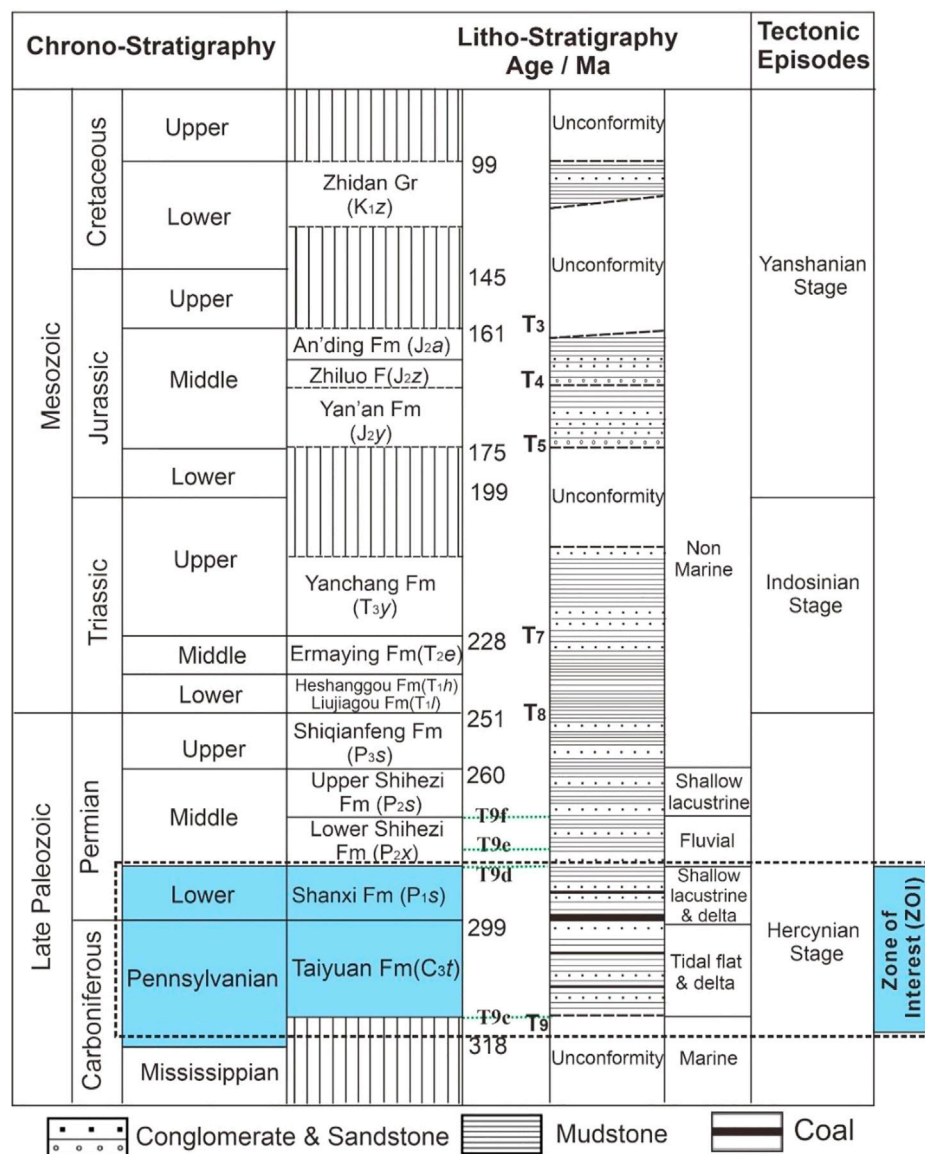 Chrono-Stratigraphy
Litho-Stratigraphy
Age / Ma
Tectonic
Episodes
Mesozoic
Late Paleozoic
Cretaceous
Jurassic
Triassic
Permian
Carboniferous
Upper
Lower
Upper
Middle
Lower
Upper
Middle
Lower
Upper
Middle
Lower
Pennsylvanian
Mississippian
Zhidan Gr
(K1z)
An'ding Fm (J2a)
Zhiluo F(J2z)
Yan'an Fm
(J2y)
Yanchang Fm
(T3y)
Ermaying Fm(T2e)
Heshanggou Fm(T1h)
Liujiagou Fm(T1l)
Shiqianfeng Fm
(P3s)
Upper Shihezi
Fm (P2s)
Lower Shihezi
Fm (P2x)
Shanxi Fm (P1s)
Taiyuan Fm(C3t)
99
145
161
175
199
228
251
260
299
318
T3
T4
T5
T7
T8
T9f
T9e
T9d
T9c
T9
Unconformity
Unconformity
Unconformity
Unconformity
Non
Marine
Shallow
lacustrine
Fluvial
Shallow
lacustrine
& delta
Tidal flat
& delta
Marine
Yanshanian
Stage
Indosinian
Stage
Hercynian
Stage
Zone of
Interest (ZOI)
Conglomerate & Sandstone
Mudstone
Coal